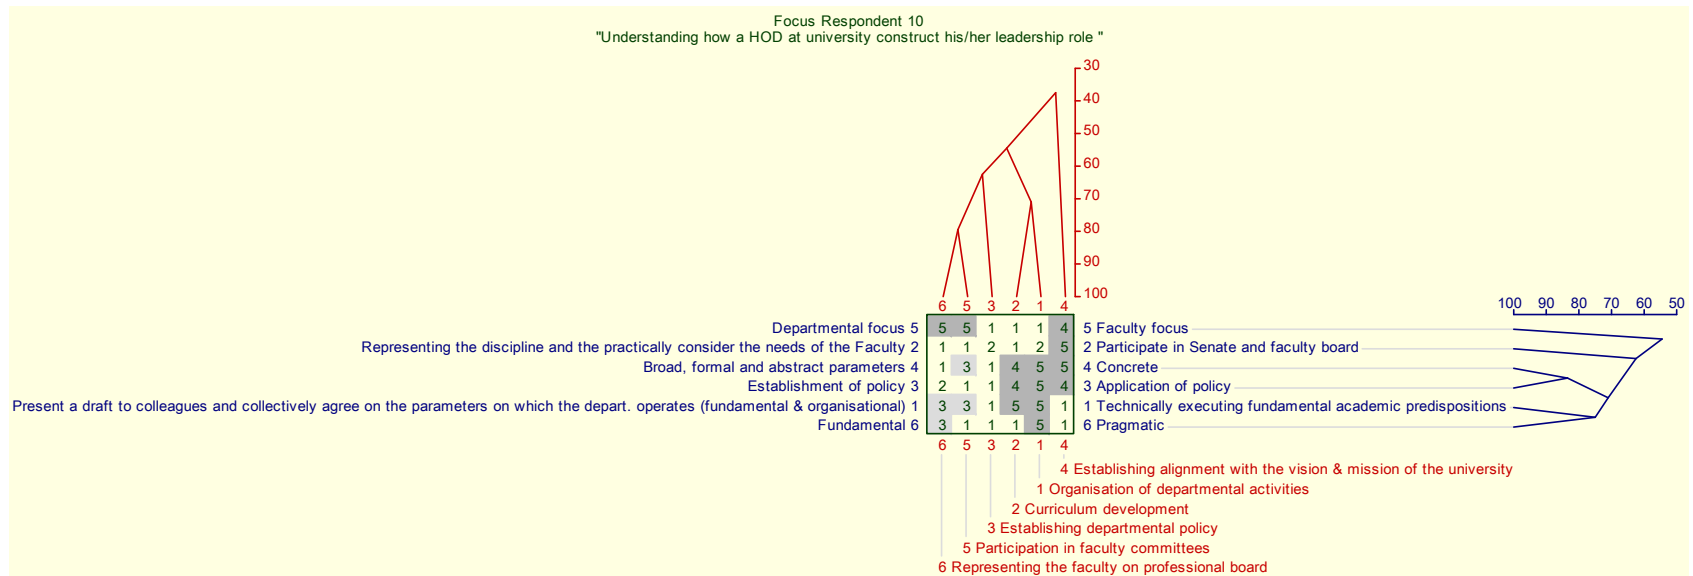 Focus Respondent 10
"Understanding how a HOD at university construct his/her leadership role "
30
40
50
60
70
80
90
100
6 5 3 2 1 4
100 90 80 70 60 50
Departmental focus 5 5 5 1 1 1 4 5 Faculty focus
Representing the discipline and the practically consider the needs of the Faculty 2 1 1 2 1 2 5 2 Participate in Senate and faculty board
Broad, formal and abstract parameters 4 1 3 1 4 5 5 4 Concrete
Establishment of policy 3 2 1 1 4 5 4 3 Application of policy
Present a draft to colleagues and collectively agree on the parameters on which the depart. operates (fundamental & organisational) 1 3 3 1 5 5 1 1 Technically executing fundamental academic predispositions
Fundamental 6 3 1 1 1 5 1 6 Pragmatic
6 5 3 2 1 4
4 Establishing alignment with the vision & mission of the university
1 Organisation of departmental activities
2 Curriculum development
3 Establishing departmental policy
5 Participation in faculty committees
6 Representing the faculty on professional board